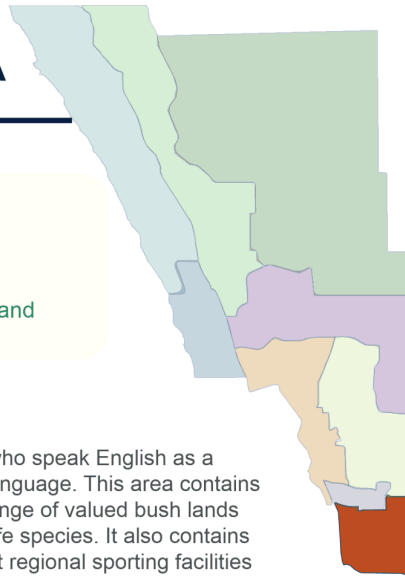 and
who speak English as a
nguage. This area contains
nge of valued bush lands
fe species. It also contains
t regional sporting facilities